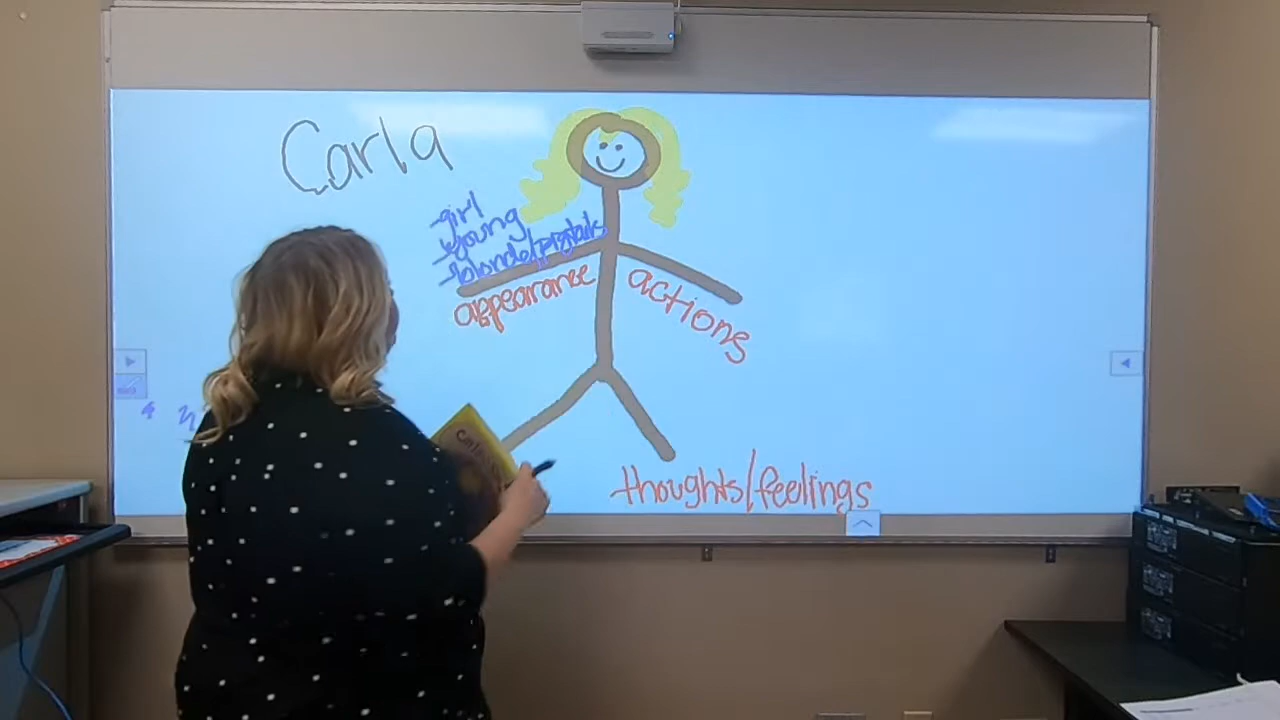 Carla
-girl
-young
-blonde/pigtails
appearance
actions
thoughts/feelings